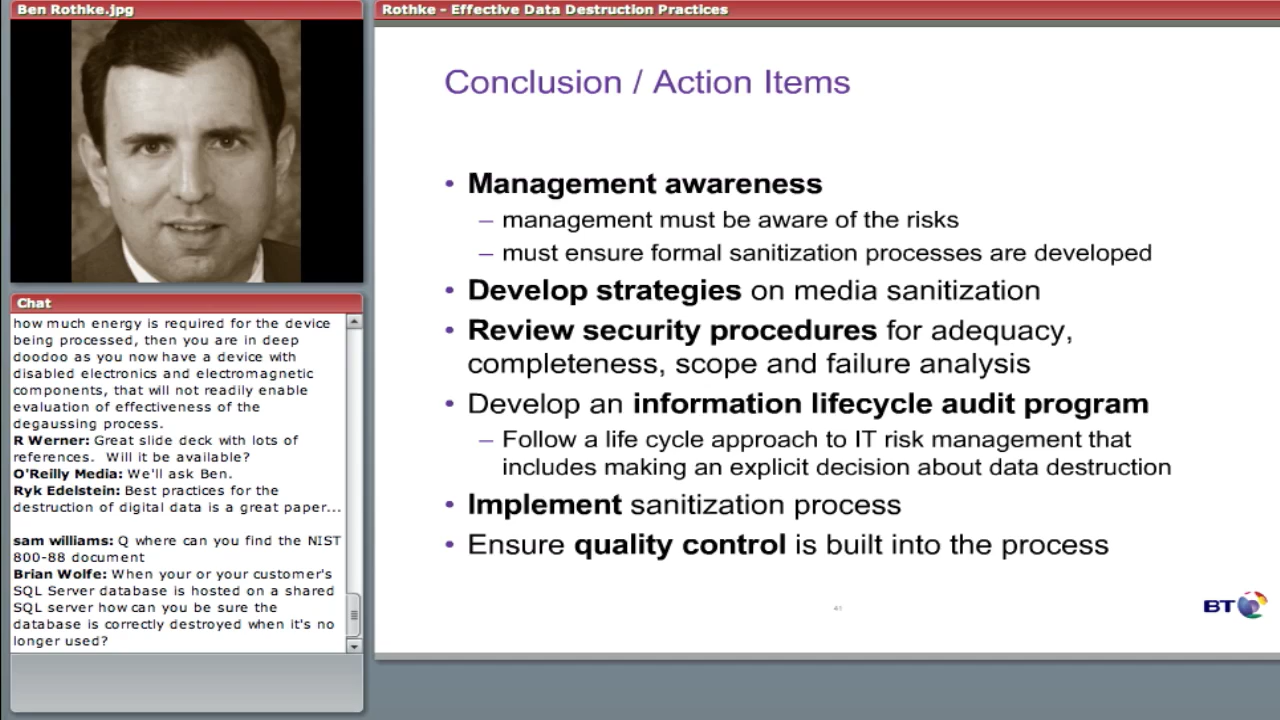 Ben Rothke.jpg
Chat
how much energy is required for the device
being processed, then you are in deep
doodoo as you now have a device with
disabled electronics and electromagnetic
components, that will not readily enable
evaluation of effectiveness of the
degaussing process.
R Werner: Great slide deck with lots of
references.  Will it be available?
O'Reilly Media: We'll ask Ben.
Ryk Edelstein: Best practices for the
destruction of digital data is a great paper...
sam williams: Q where can you find the NIST
800-88 document
Brian Wolfe: When your or your customer's
SQL Server database is hosted on a shared
SQL server how can you be sure the
database is correctly destroyed when it's no
longer used?
Rothke - Effective Data Destruction Practices
Conclusion / Action Items
• Management awareness
– management must be aware of the risks
– must ensure formal sanitization processes are developed
• Develop strategies on media sanitization
• Review security procedures for adequacy,
completeness, scope and failure analysis
• Develop an information lifecycle audit program
– Follow a life cycle approach to IT risk management that
includes making an explicit decision about data destruction
• Implement sanitization process
• Ensure quality control is built into the process
41
BT